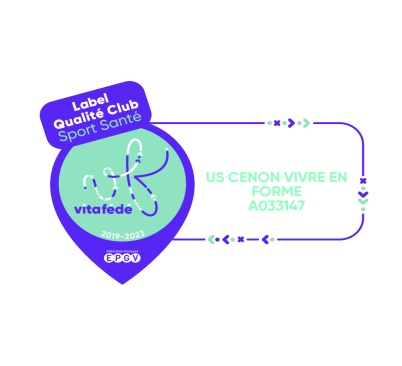 Label
Qualité Club
Sport Santé
vitafede
2019-2023
EPGV
US CENON VIVRE EN
FORME
A033147